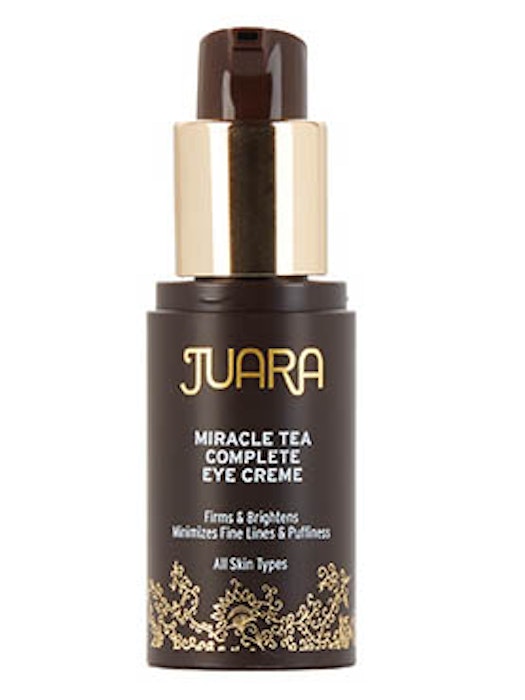 JUARA
MIRACLE TEA
COMPLETE
EYE CREME
Firms & Brightens
Minimizes Fine Lines & Puffiness
All Skin Types